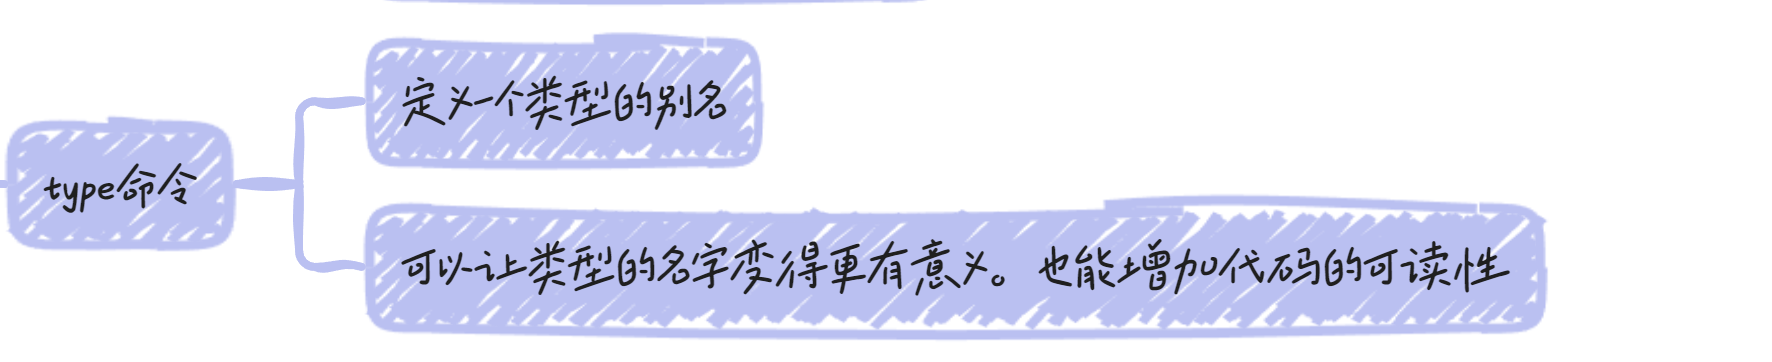 type命令
定义一个类型的别名
可以让类型的名字变得更有意义。也能增加代码的可读性